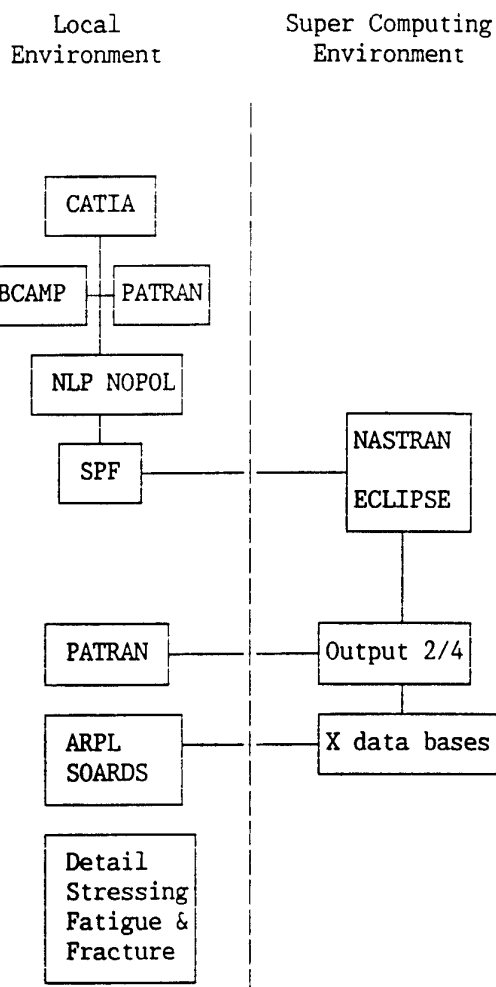 Local Environment
Super Computing Environment
CATIA
BCAMP
PATRAN
NLP NOPOL
SPF
NASTRAN
ECLIPSE
PATRAN
Output 2/4
ARPL
SOARDS
X data bases
Detail
Stressing
Fatigue &
Fracture